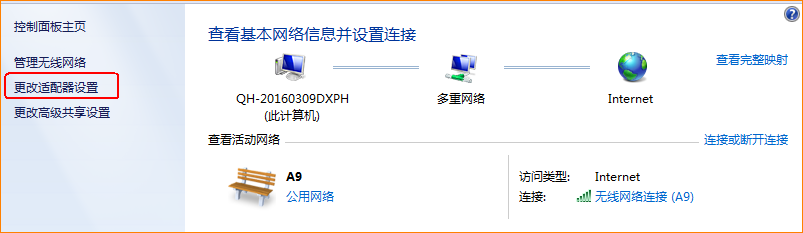 控制面板主页
管理无线网络
更改适配器设置
更改高级共享设置
查看基本网络信息并设置连接
查看完整映射
QH-20160309DXPH
(此计算机)
多重网络
Internet
查看活动网络
连接或断开连接
A9
公用网络
访问类型: Internet
连接: 无线网络连接 (A9)